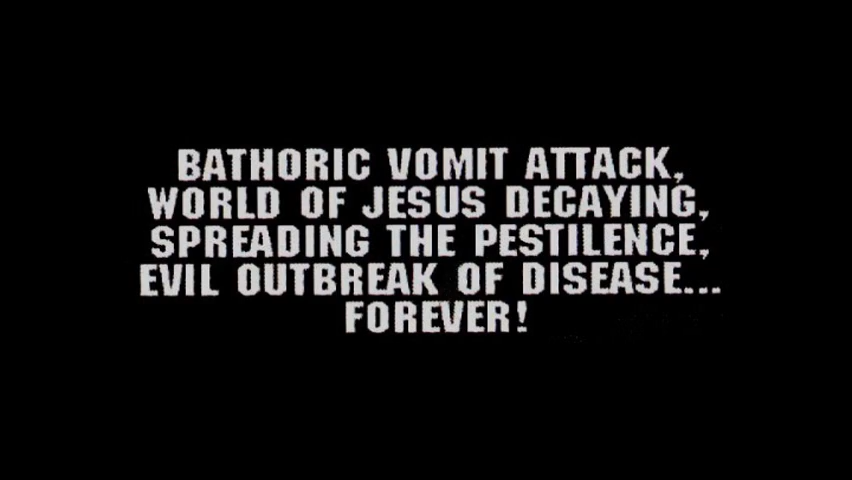 BATHORIC VOMIT ATTACK,
WORLD OF JESUS DECAYING,
SPREADING THE PESTILENCE,
EVIL OUTBREAK OF DISEASE...
FOREVER!